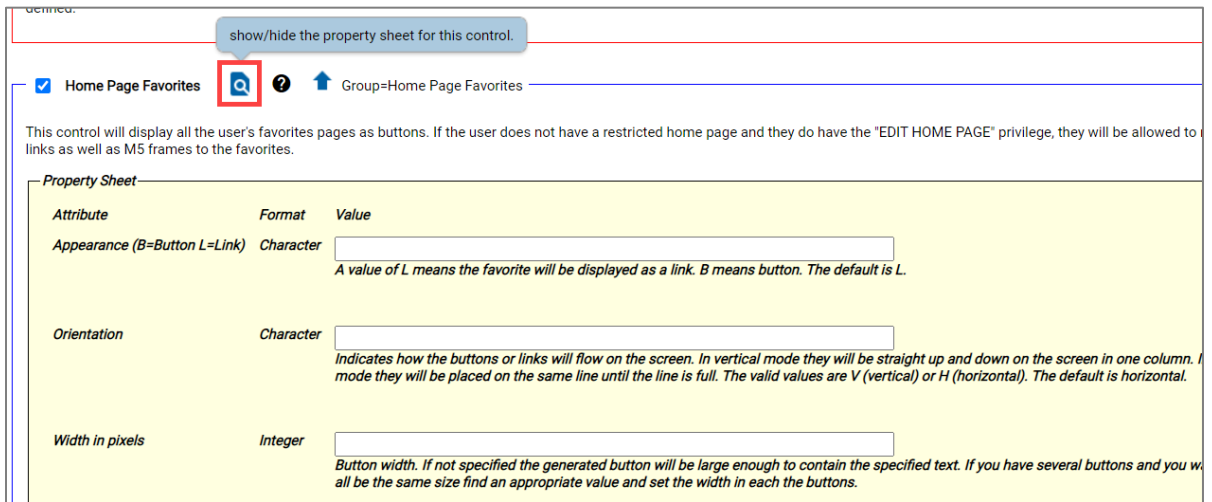 defined.
show/hide the property sheet for this control.
Home Page Favorites ? Group=Home Page Favorites
This control will display all the user's favorites pages as buttons. If the user does not have a restricted home page and they do have the "EDIT HOME PAGE" privilege, they will be allowed to
links as well as M5 frames to the favorites.
Property Sheet
Attribute Format Value
Appearance (B=Button L=Link) Character
A value of L means the favorite will be displayed as a link. B means button. The default is L.
Orientation Character
Indicates how the buttons or links will flow on the screen. In vertical mode they will be straight up and down on the screen in one column.
mode they will be placed on the same line until the line is full. The valid values are V (vertical) or H (horizontal). The default is horizontal.
Width in pixels Integer
Button width. If not specified the generated button will be large enough to contain the specified text. If you have several buttons and you
all be the same size find an appropriate value and set the width in each the buttons.